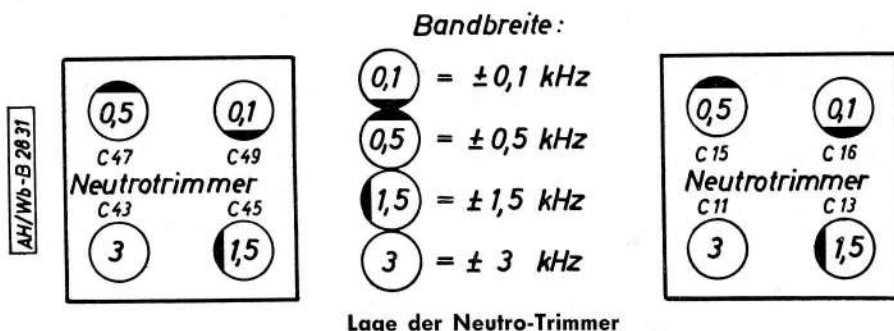 AH/Wb-B 2831
0,5 0,1
C47 C49
Neutrotrimmer
C43 C45
3 1,5
Bandbreite:
0,1 = ±0,1 kHz
0,5 = ±0,5 kHz
1,5 = ±1,5 kHz
3 = ± 3 kHz
0,5 0,1
C15 C16
Neutrotrimmer
C11 C13
3 1,5
Lage der Neutro-Trimmer